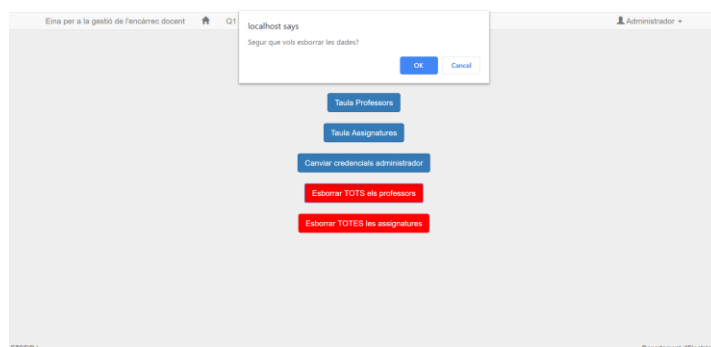 Eina per a la gestió de l'encàrrec docent Q1 Administrador
localhost says
Segur que vols esborrar les dades?
OK Cancel
Taula Professors
Taula Assignatures
Canviar credencials administrador
Esborrar TOTS els professors
Esborrar TOTES les assignatures